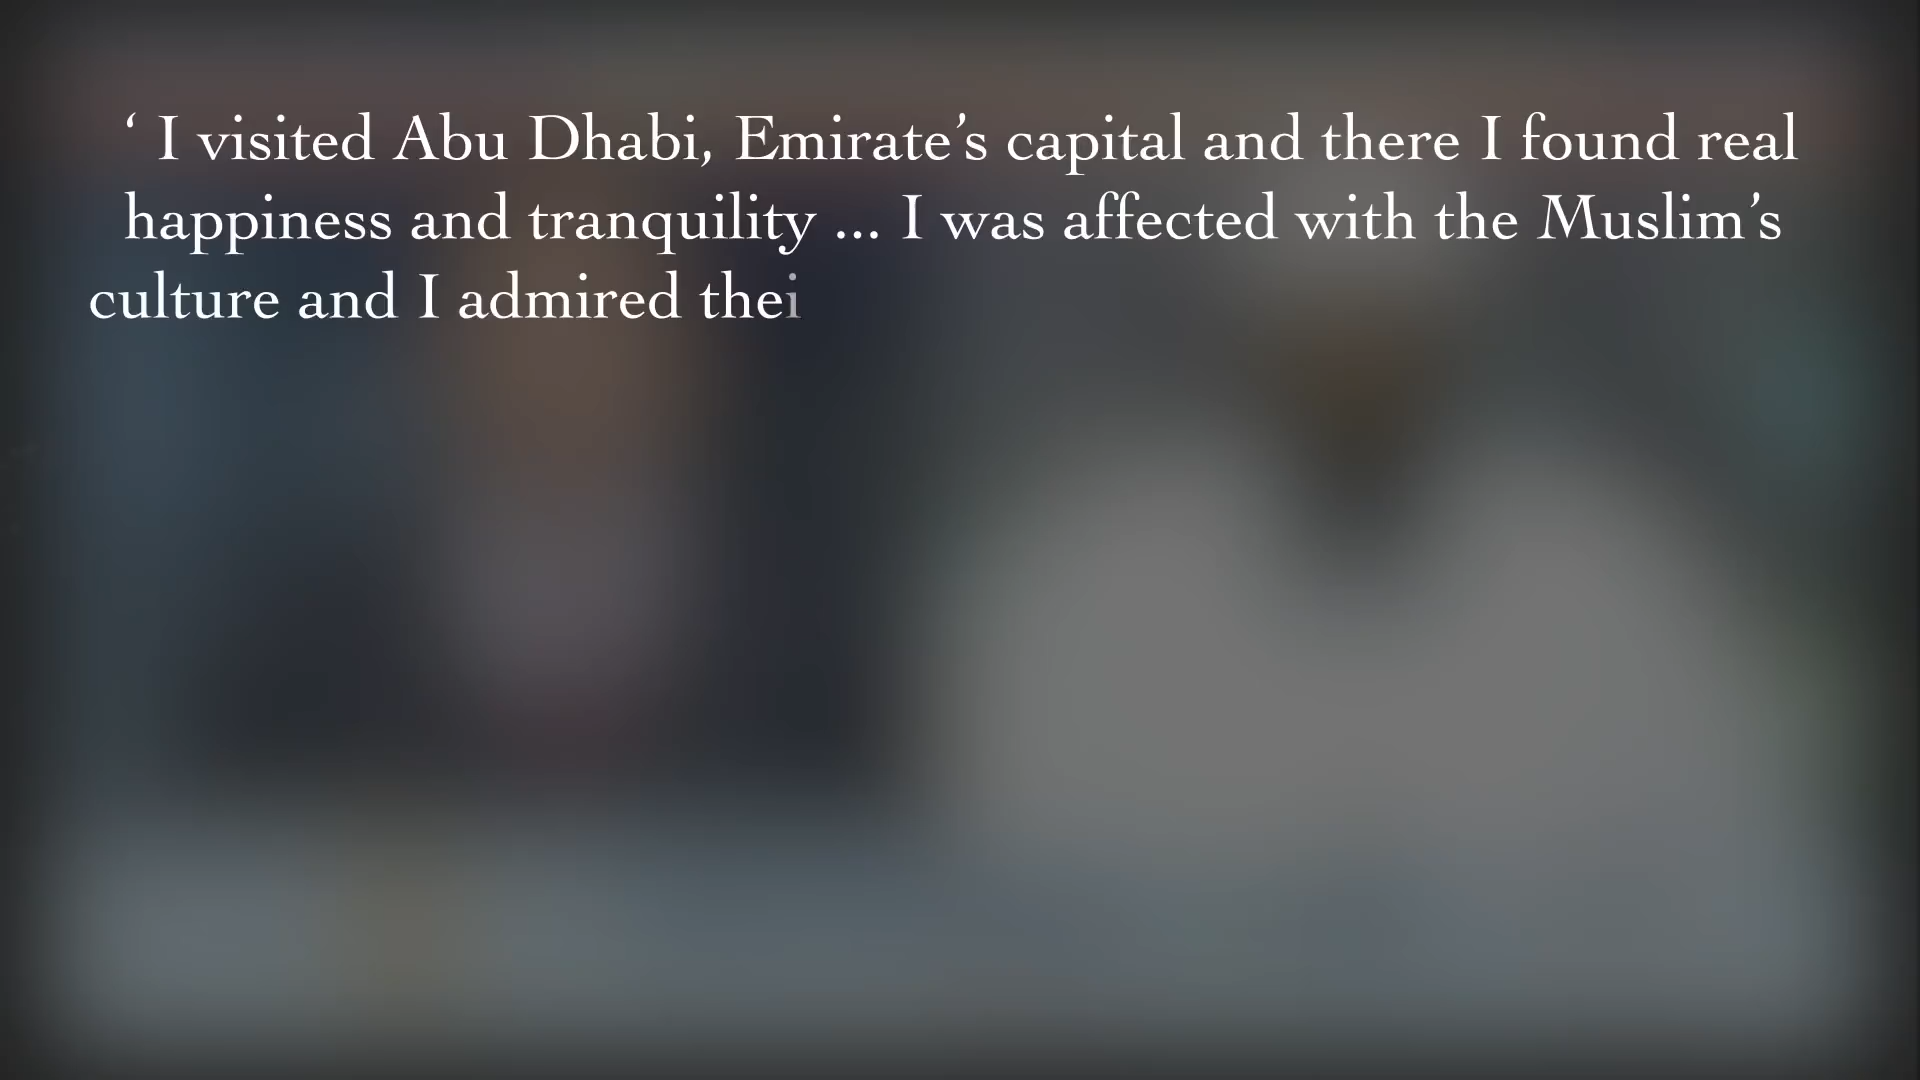 ‘ I visited Abu Dhabi, Emirate’s capital and there I found real
happiness and tranquility ... I was affected with the Muslim’s
culture and I admired thei